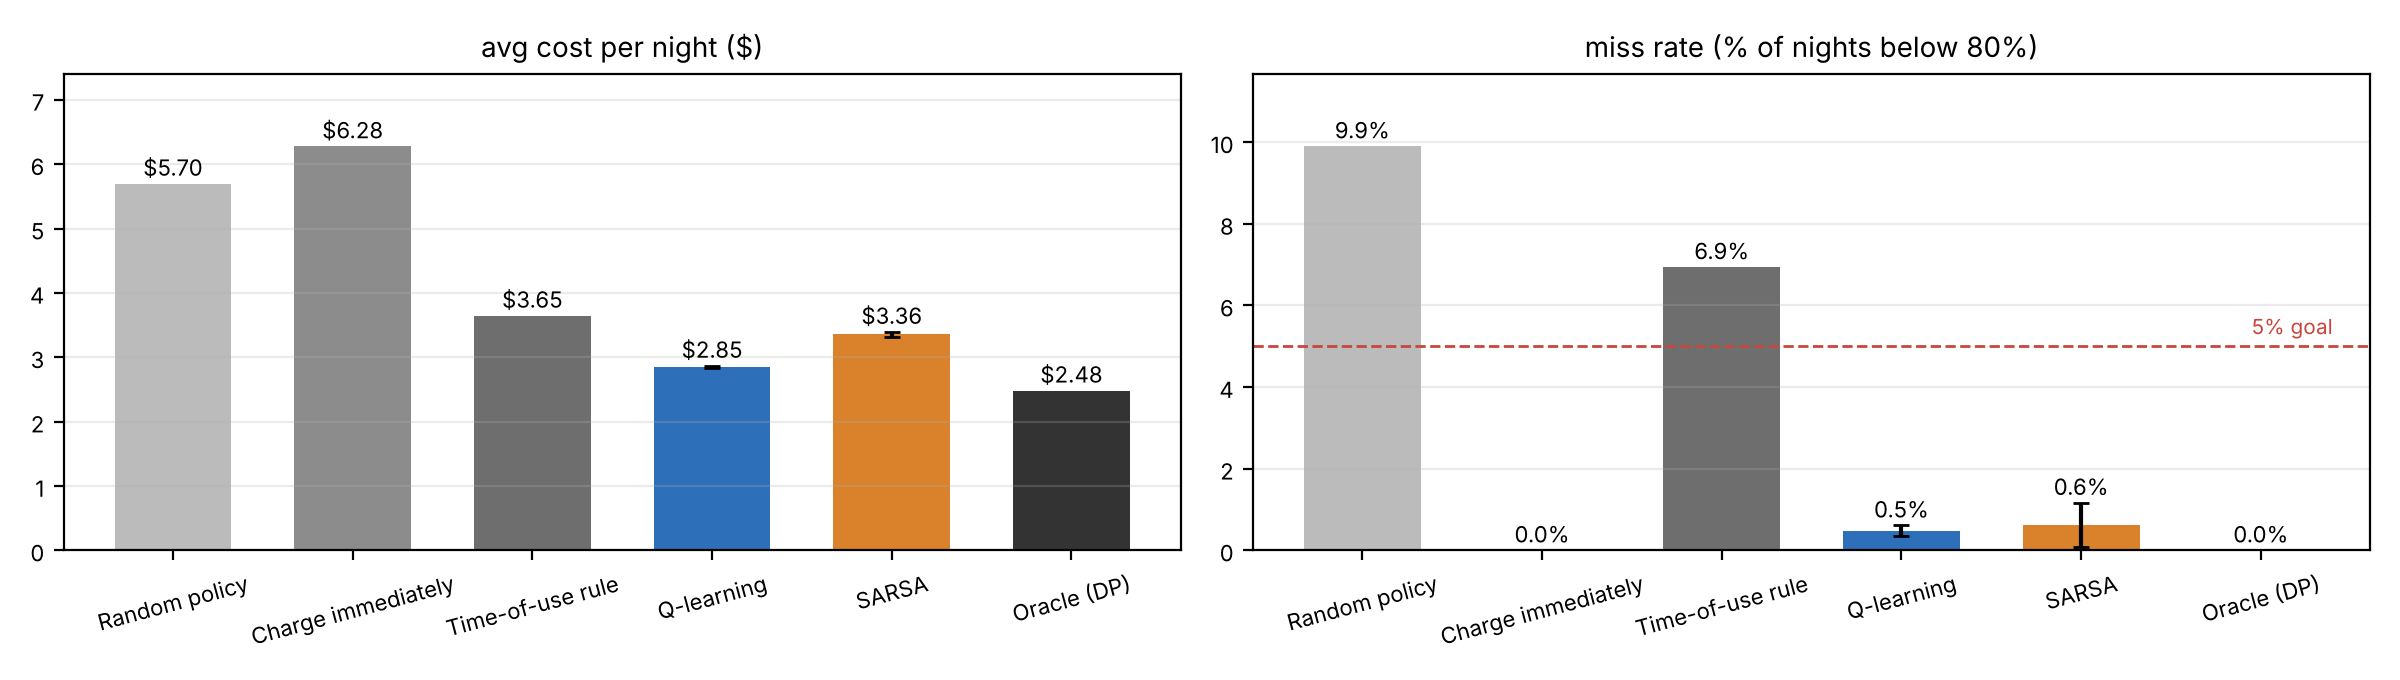 avg cost per night ($)
7
6
5
4
3
2
1
0
$5.70
$6.28
$3.65
$2.85
$3.36
$2.48
Random policy
Charge immediately
Time-of-use rule
Q-learning
SARSA
Oracle (DP)
miss rate (% of nights below 80%)
10
8
6
4
2
0
9.9%
0.0%
6.9%
0.5%
0.6%
0.0%
5% goal
Random policy
Charge immediately
Time-of-use rule
Q-learning
SARSA
Oracle (DP)